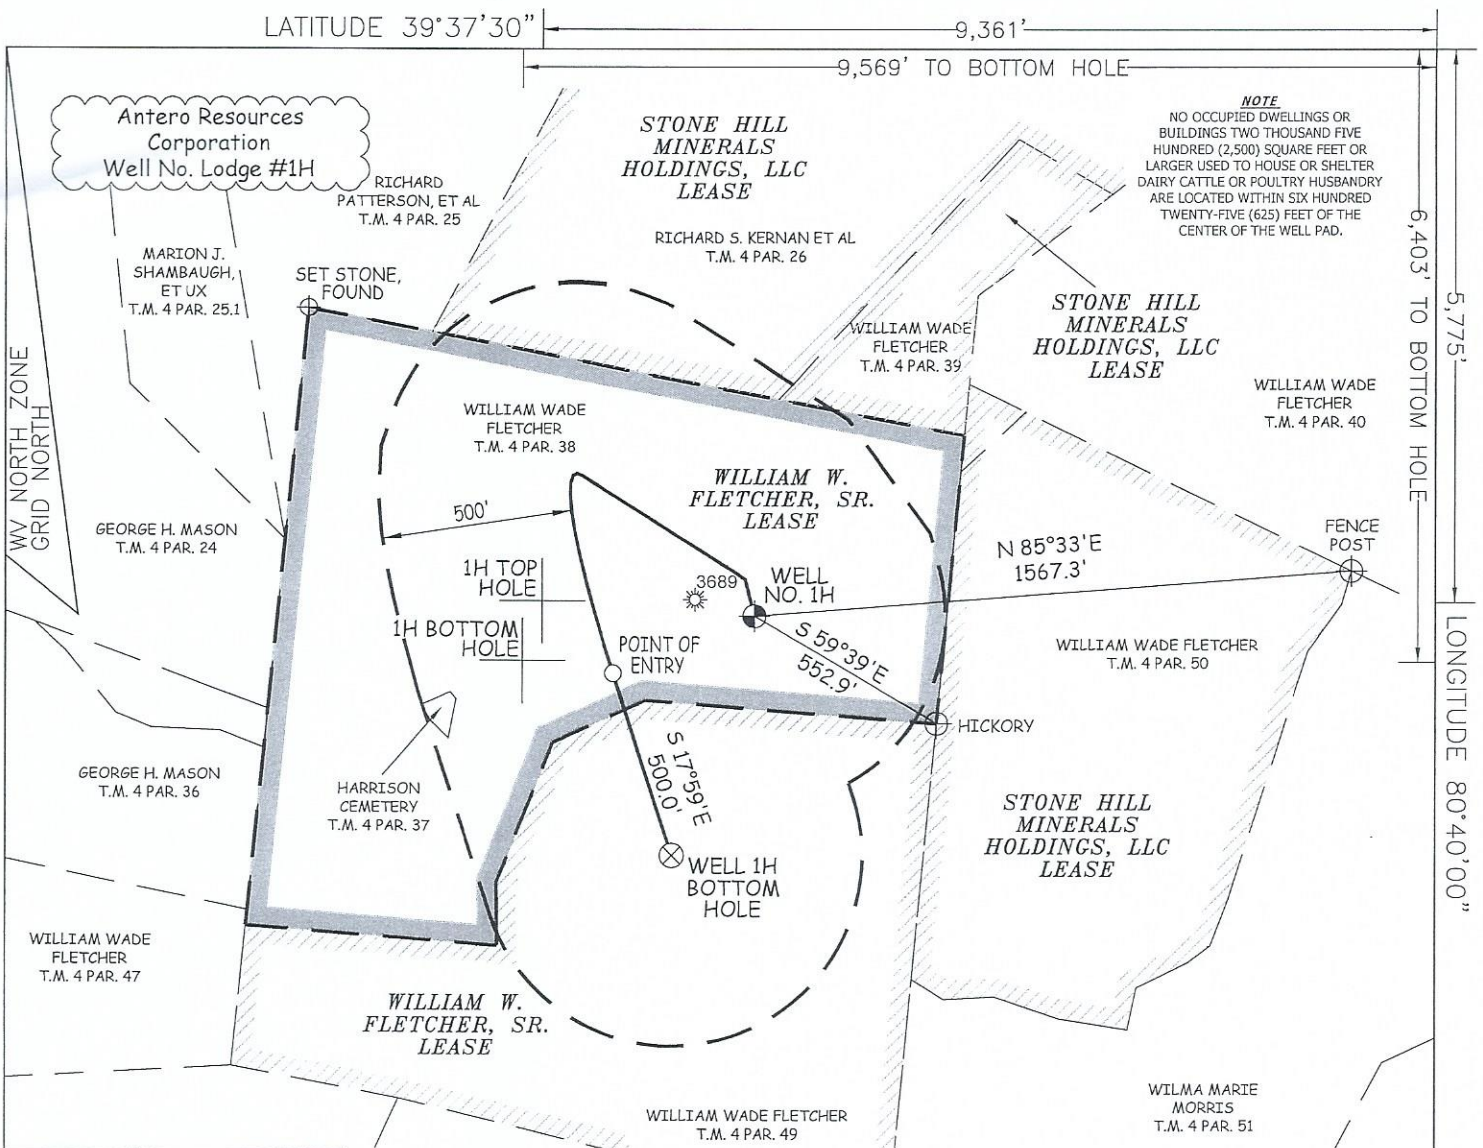 LATITUDE 39°37'30"
9,361'
9,569' TO BOTTOM HOLE
Antero Resources
Corporation
Well No. Lodge #1H
STONE HILL
MINERALS
HOLDINGS, LLC
LEASE
NOTE
NO OCCUPIED DWELLINGS OR
BUILDINGS TWO THOUSAND FIVE
HUNDRED (2,500) SQUARE FEET OR
LARGER USED TO HOUSE OR SHELTER
DAIRY CATTLE OR POULTRY HUSBANDRY
ARE LOCATED WITHIN SIX HUNDRED
TWENTY-FIVE (625) FEET OF THE
CENTER OF THE WELL PAD.
RICHARD
PATTERSON, ET AL
T.M. 4 PAR. 25
RICHARD S. KERNAN ET AL
T.M. 4 PAR. 26
MARION J.
SHAMBAUGH,
ET UX
T.M. 4 PAR. 25.1
SET STONE,
FOUND
6,403' TO BOTTOM HOLE
5,775'
STONE HILL
MINERALS
HOLDINGS, LLC
LEASE
WILLIAM WADE
FLETCHER
T.M. 4 PAR. 39
WV NORTH ZONE
GRID NORTH
WILLIAM WADE
FLETCHER
T.M. 4 PAR. 40
WILLIAM WADE
FLETCHER
T.M. 4 PAR. 38
WILLIAM W.
FLETCHER, SR.
LEASE
500'
GEORGE H. MASON
T.M. 4 PAR. 24
FENCE
POST
N 85°33'E
1567.3'
1H TOP
HOLE
3689
WELL
NO. 1H
1H BOTTOM
HOLE
POINT OF
ENTRY
S 59°39'E
552.9'
WILLIAM WADE FLETCHER
T.M. 4 PAR. 50
LONGITUDE 80°40'00"
HICKORY
S 17°59'E
500.0'
GEORGE H. MASON
T.M. 4 PAR. 36
HARRISON
CEMETERY
T.M. 4 PAR. 37
STONE HILL
MINERALS
HOLDINGS, LLC
LEASE
WELL 1H
BOTTOM
HOLE
WILLIAM WADE
FLETCHER
T.M. 4 PAR. 47
WILLIAM W.
FLETCHER, SR.
LEASE
WILLIAM WADE FLETCHER
T.M. 4 PAR. 49
WILMA MARIE
MORRIS
T.M. 4 PAR. 51